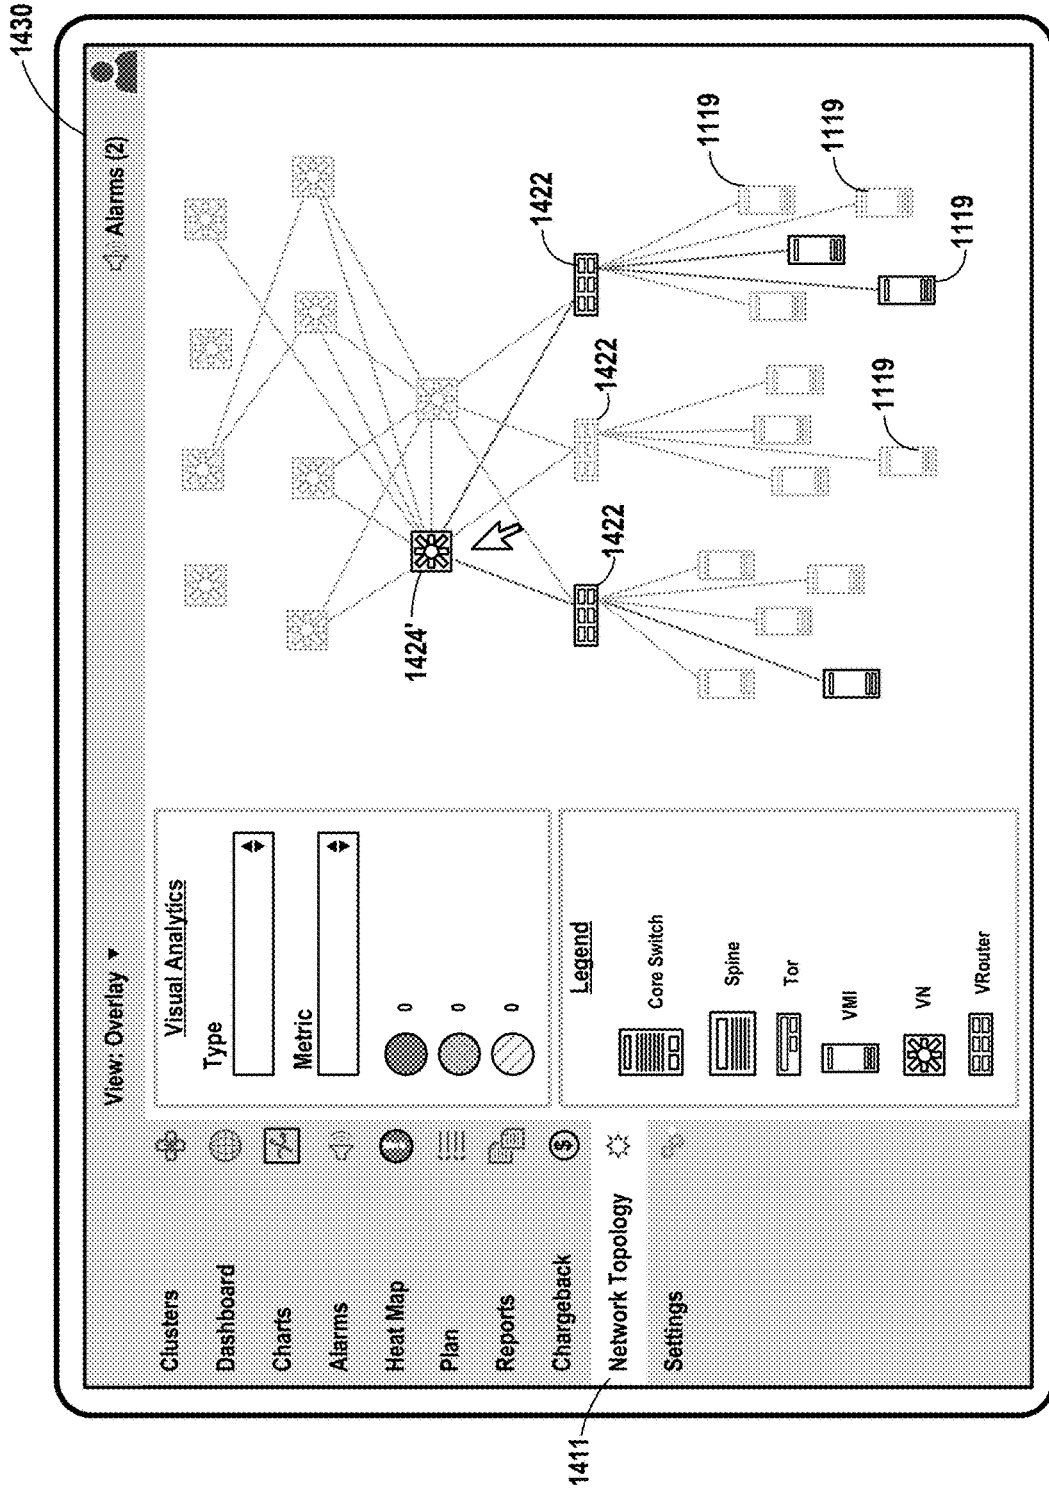 1430
View: Overlay ▼
Alarms (2)
Clusters
Dashboard
Charts
Alarms
Heat Map
Plan
Reports
Chargeback
$
Network Topology
Settings
1411
Visual Analytics
Type
Metric
0
0
0
Legend
Core Switch
Spine
Tor
VMI
VN
VRouter
1424'
1422
1422
1422
1119
1119
1119
1119